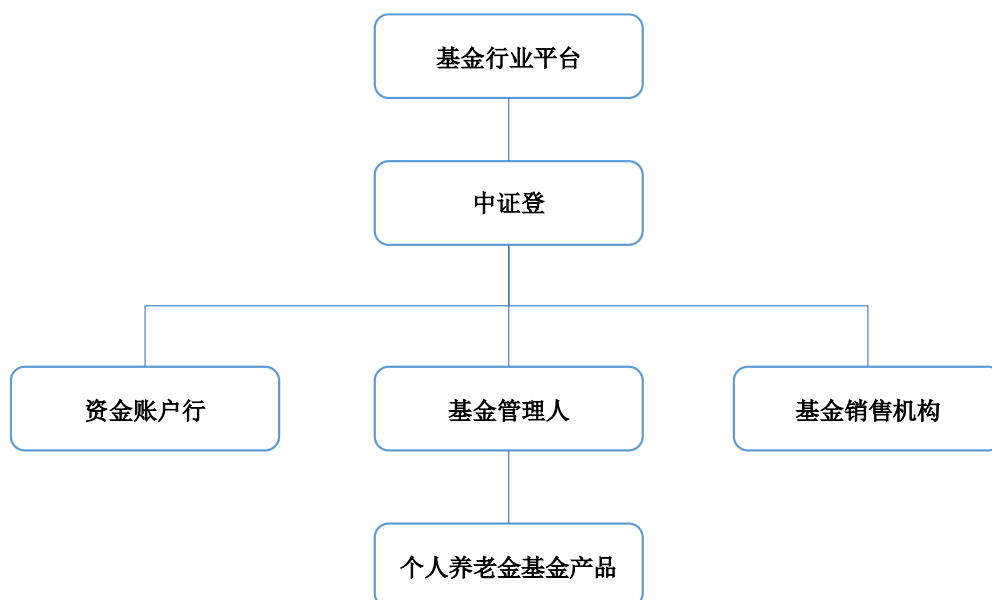 基金行业平台
中证登
资金账户行
基金管理人
基金销售机构
个人养老金基金产品